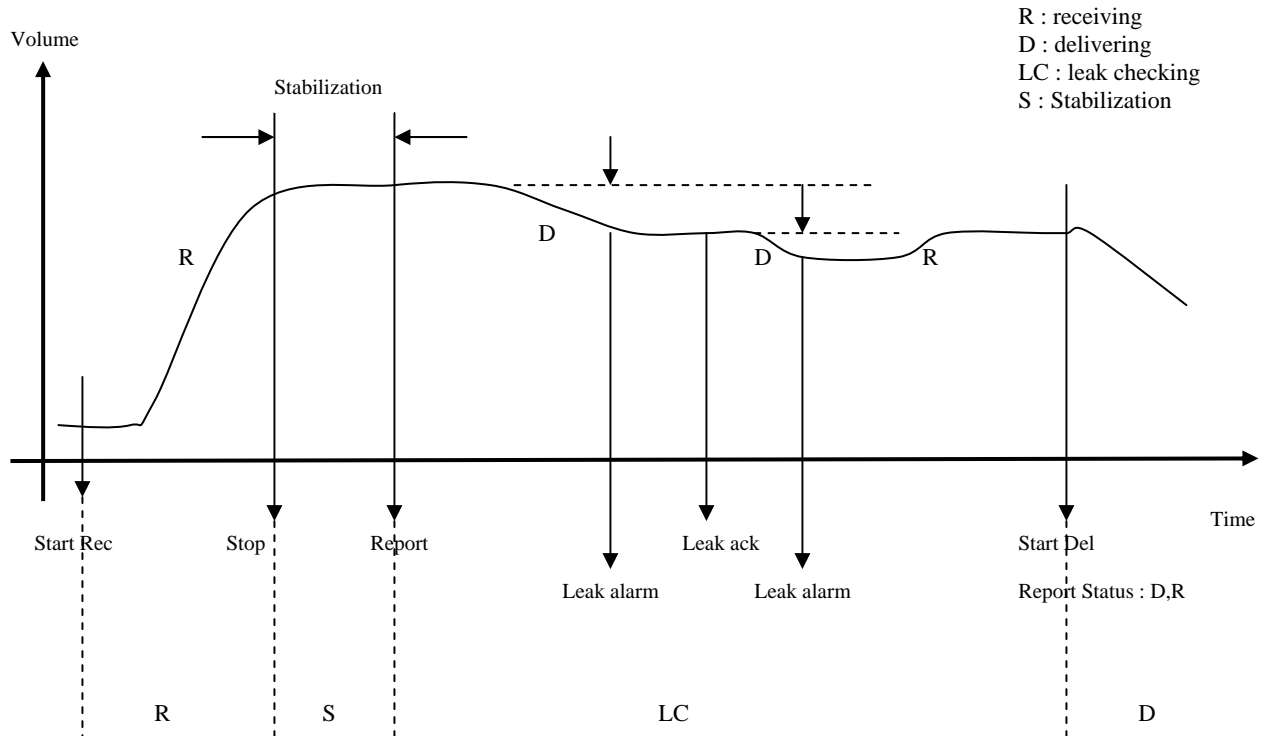 R : receiving
D : delivering
LC : leak checking
S : Stabilization
Volume
Stabilization
R
D
D
R
Time
Start Rec
Stop
Report
Leak ack
Start Del
Leak alarm
Leak alarm
Report Status : D,R
R
S
LC
D